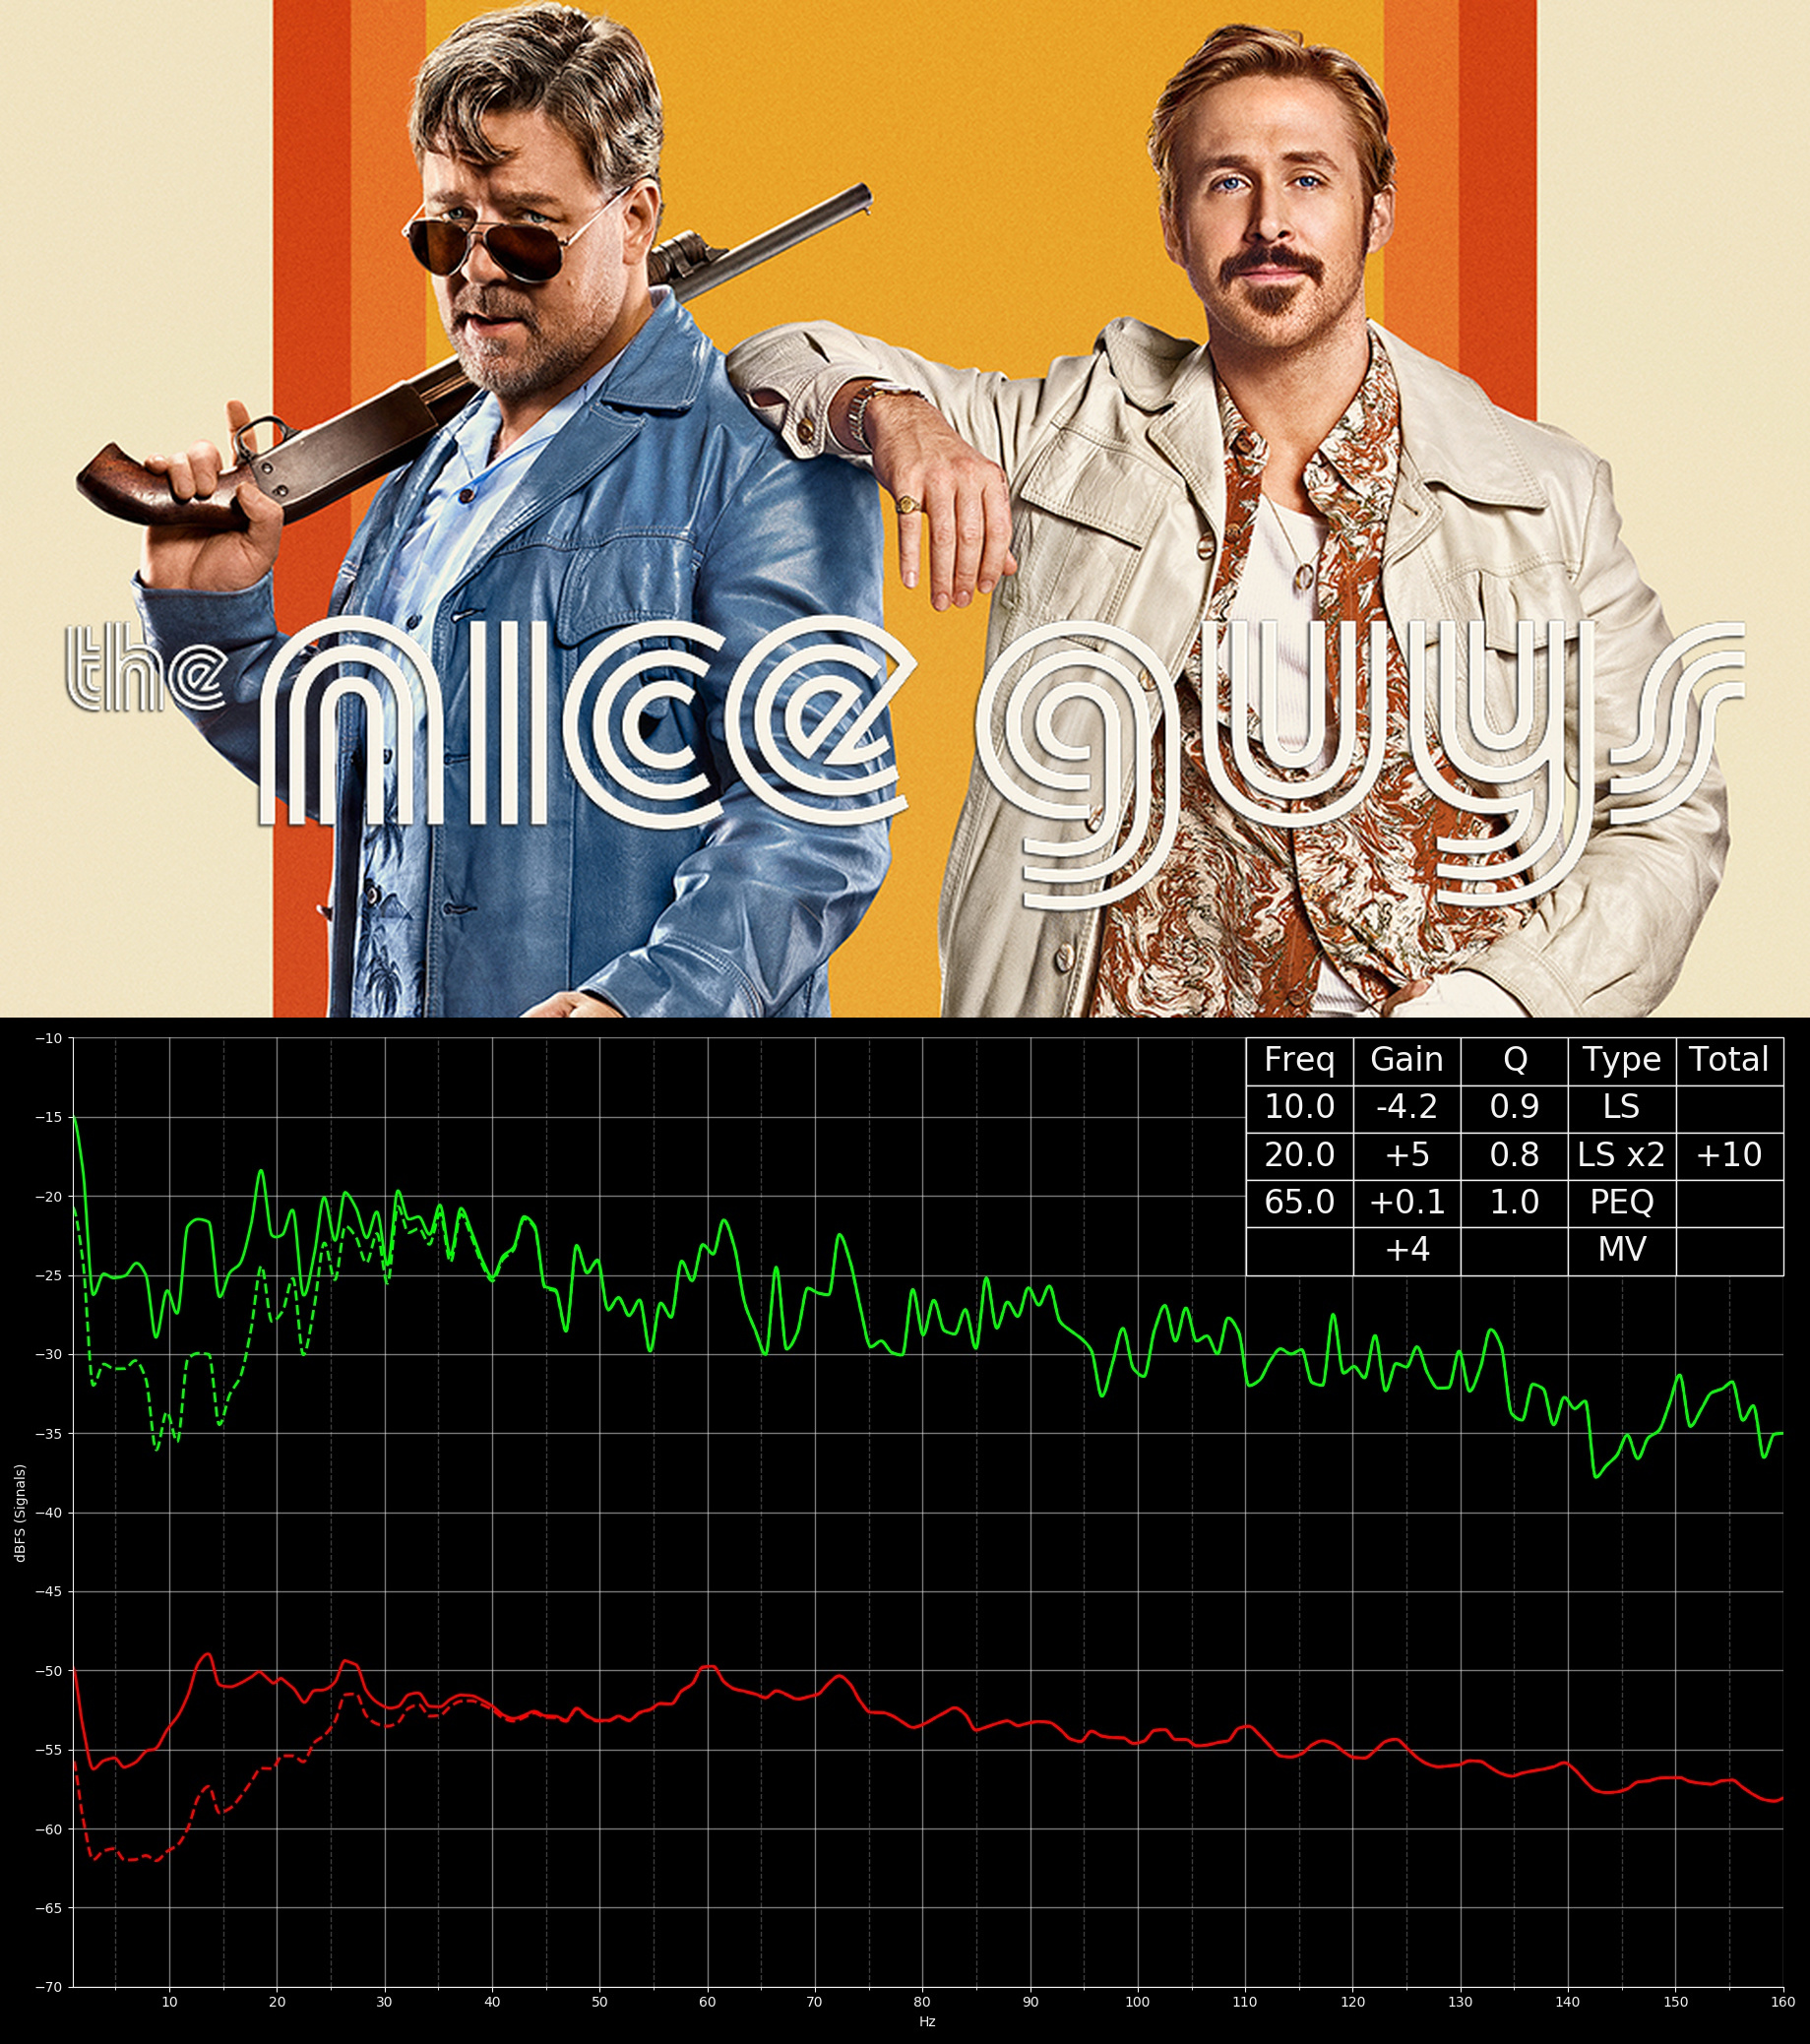 the nice guys
Freq Gain Q Type Total
10.0 -4.2 0.9 LS
20.0 +5 0.8 LS x2 +10
65.0 +0.1 1.0 PEQ
+4 MV
−10
−15
−20
−25
−30
−35
−40
−45
−50
−55
−60
−65
−70
dBFS (Signals)
10 20 30 40 50 60 70 80 90 100 110 120 130 140 150 160
Hz